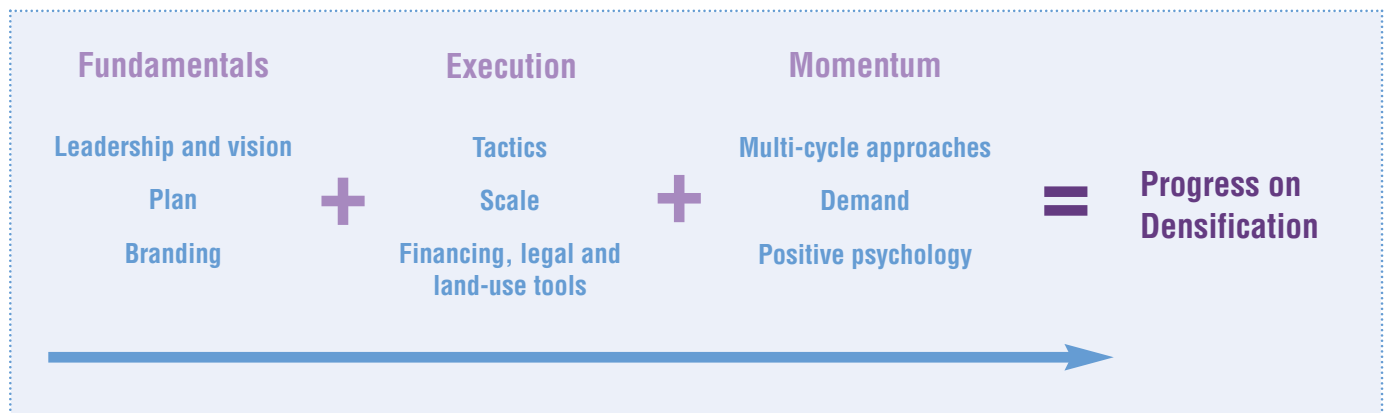 Fundamentals
Leadership and vision
Plan
Branding
+
Execution
Tactics
Scale
Financing, legal and
land-use tools
+
Momentum
Multi-cycle approaches
Demand
Positive psychology
=
Progress on
Densification